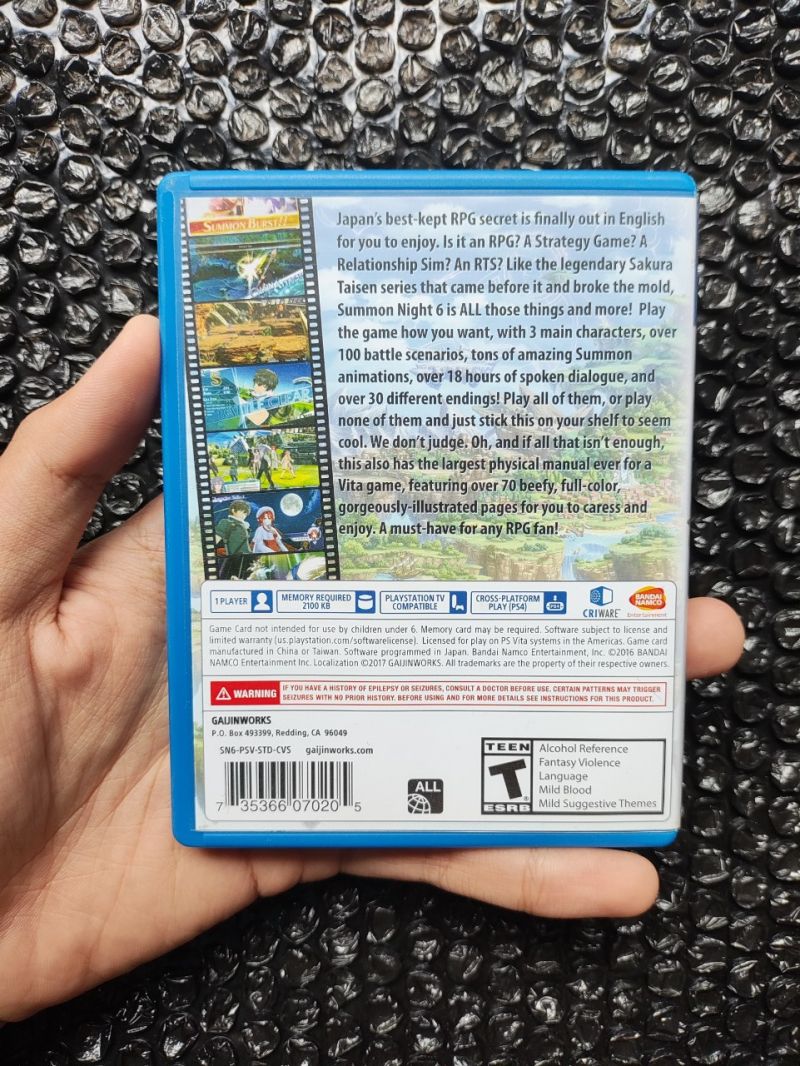 SUMMON BURST!!
Japan's best-kept RPG secret is finally out in English
for you to enjoy. Is it an RPG? A Strategy Game? A
Relationship Sim? An RTS? Like the legendary Sakura
Taisen series that came before it and broke the mold,
Summon Night 6 is ALL those things and more! Play
the game how you want, with 3 main characters, over
100 battle scenarios, tons of amazing Summon
animations, over 18 hours of spoken dialogue, and
over 30 different endings! Play all of them, or play
none of them and just stick this on your shelf to seem
cool. We don't judge. Oh, and if all that isn't enough,
this also has the largest physical manual ever for a
Vita game, featuring over 70 beefy, full-color,
gorgeously-illustrated pages for you to caress and
enjoy. A must-have for any RPG fan!
1 PLAYER
MEMORY REQUIRED
2100 KB
PLAYSTATION TV
COMPATIBLE
CROSS-PLATFORM
PLAY (PS4)
PS4
CRIWARE
BANDAI
NAMCO
Entertainment
Game Card not intended for use by children under 6. Memory card may be required. Software subject to license and
limited warranty (us.playstation.com/softwarelicense). Licensed for play on PS Vita systems in the Americas. Game card
manufactured in China or Taiwan. Software programmed in Japan. Bandai Namco Entertainment, Inc. ©2016 BANDAI
NAMCO Entertainment Inc. Localization ©2017 GAIJINWORKS. All trademarks are the property of their respective owners.
WARNING
IF YOU HAVE A HISTORY OF EPILEPSY OR SEIZURES, CONSULT A DOCTOR BEFORE USE. CERTAIN PATTERNS MAY TRIGGER
SEIZURES WITH NO PRIOR HISTORY. BEFORE USING AND FOR MORE DETAILS SEE INSTRUCTIONS FOR THIS PRODUCT.
GAIJINWORKS
P.O. Box 493399, Redding, CA 96049
SN6-PSV-STD-CVS gaijinworks.com
7 35366 07020 5
ALL
TEEN
T
ESRB
Alcohol Reference
Fantasy Violence
Language
Mild Blood
Mild Suggestive Themes